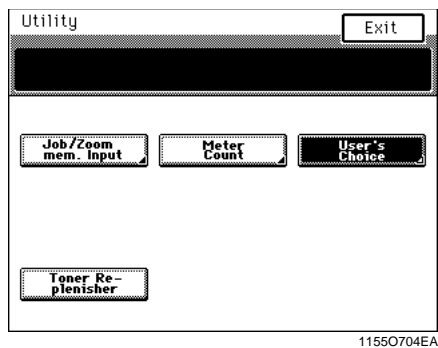 Utility
Exit
Job/Zoom
mem. Input
Meter
Count
User's
Choice
Toner Re-
plenisher
1155O704EA